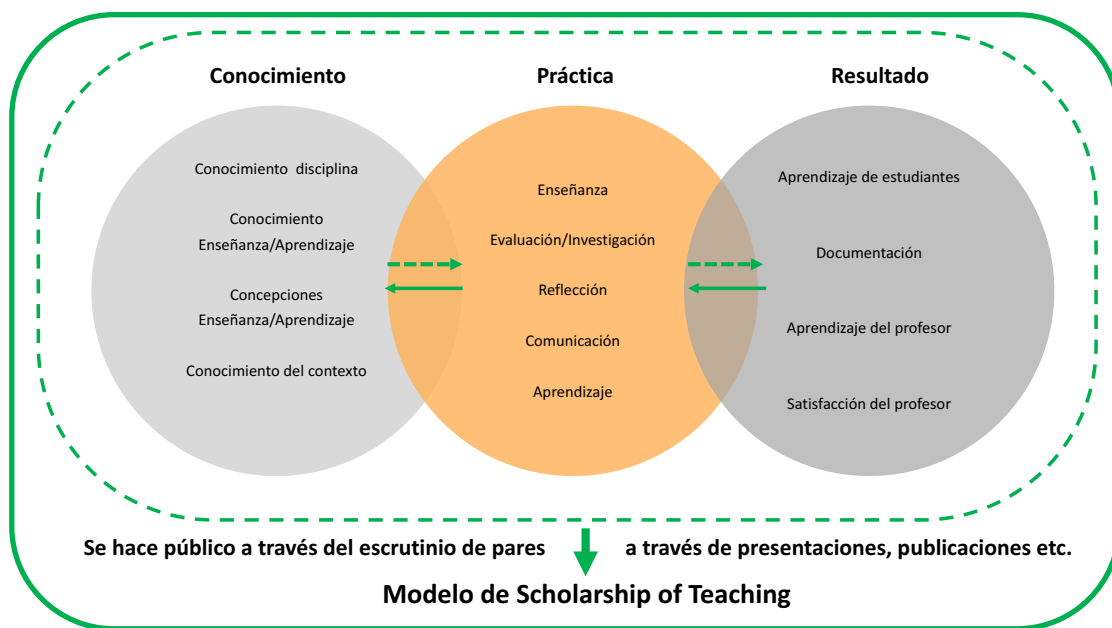 Conocimiento
Práctica
Resultado
Conocimiento disciplina
Conocimiento
Enseñanza/Aprendizaje
Concepciones
Enseñanza/Aprendizaje
Conocimiento del contexto
Enseñanza
Evaluación/Investigación
Reflección
Comunicación
Aprendizaje
Aprendizaje de estudiantes
Documentación
Aprendizaje del profesor
Satisfacción del profesor
Se hace público a través del escrutinio de pares
a través de presentaciones, publicaciones etc.
Modelo de Scholarship of Teaching